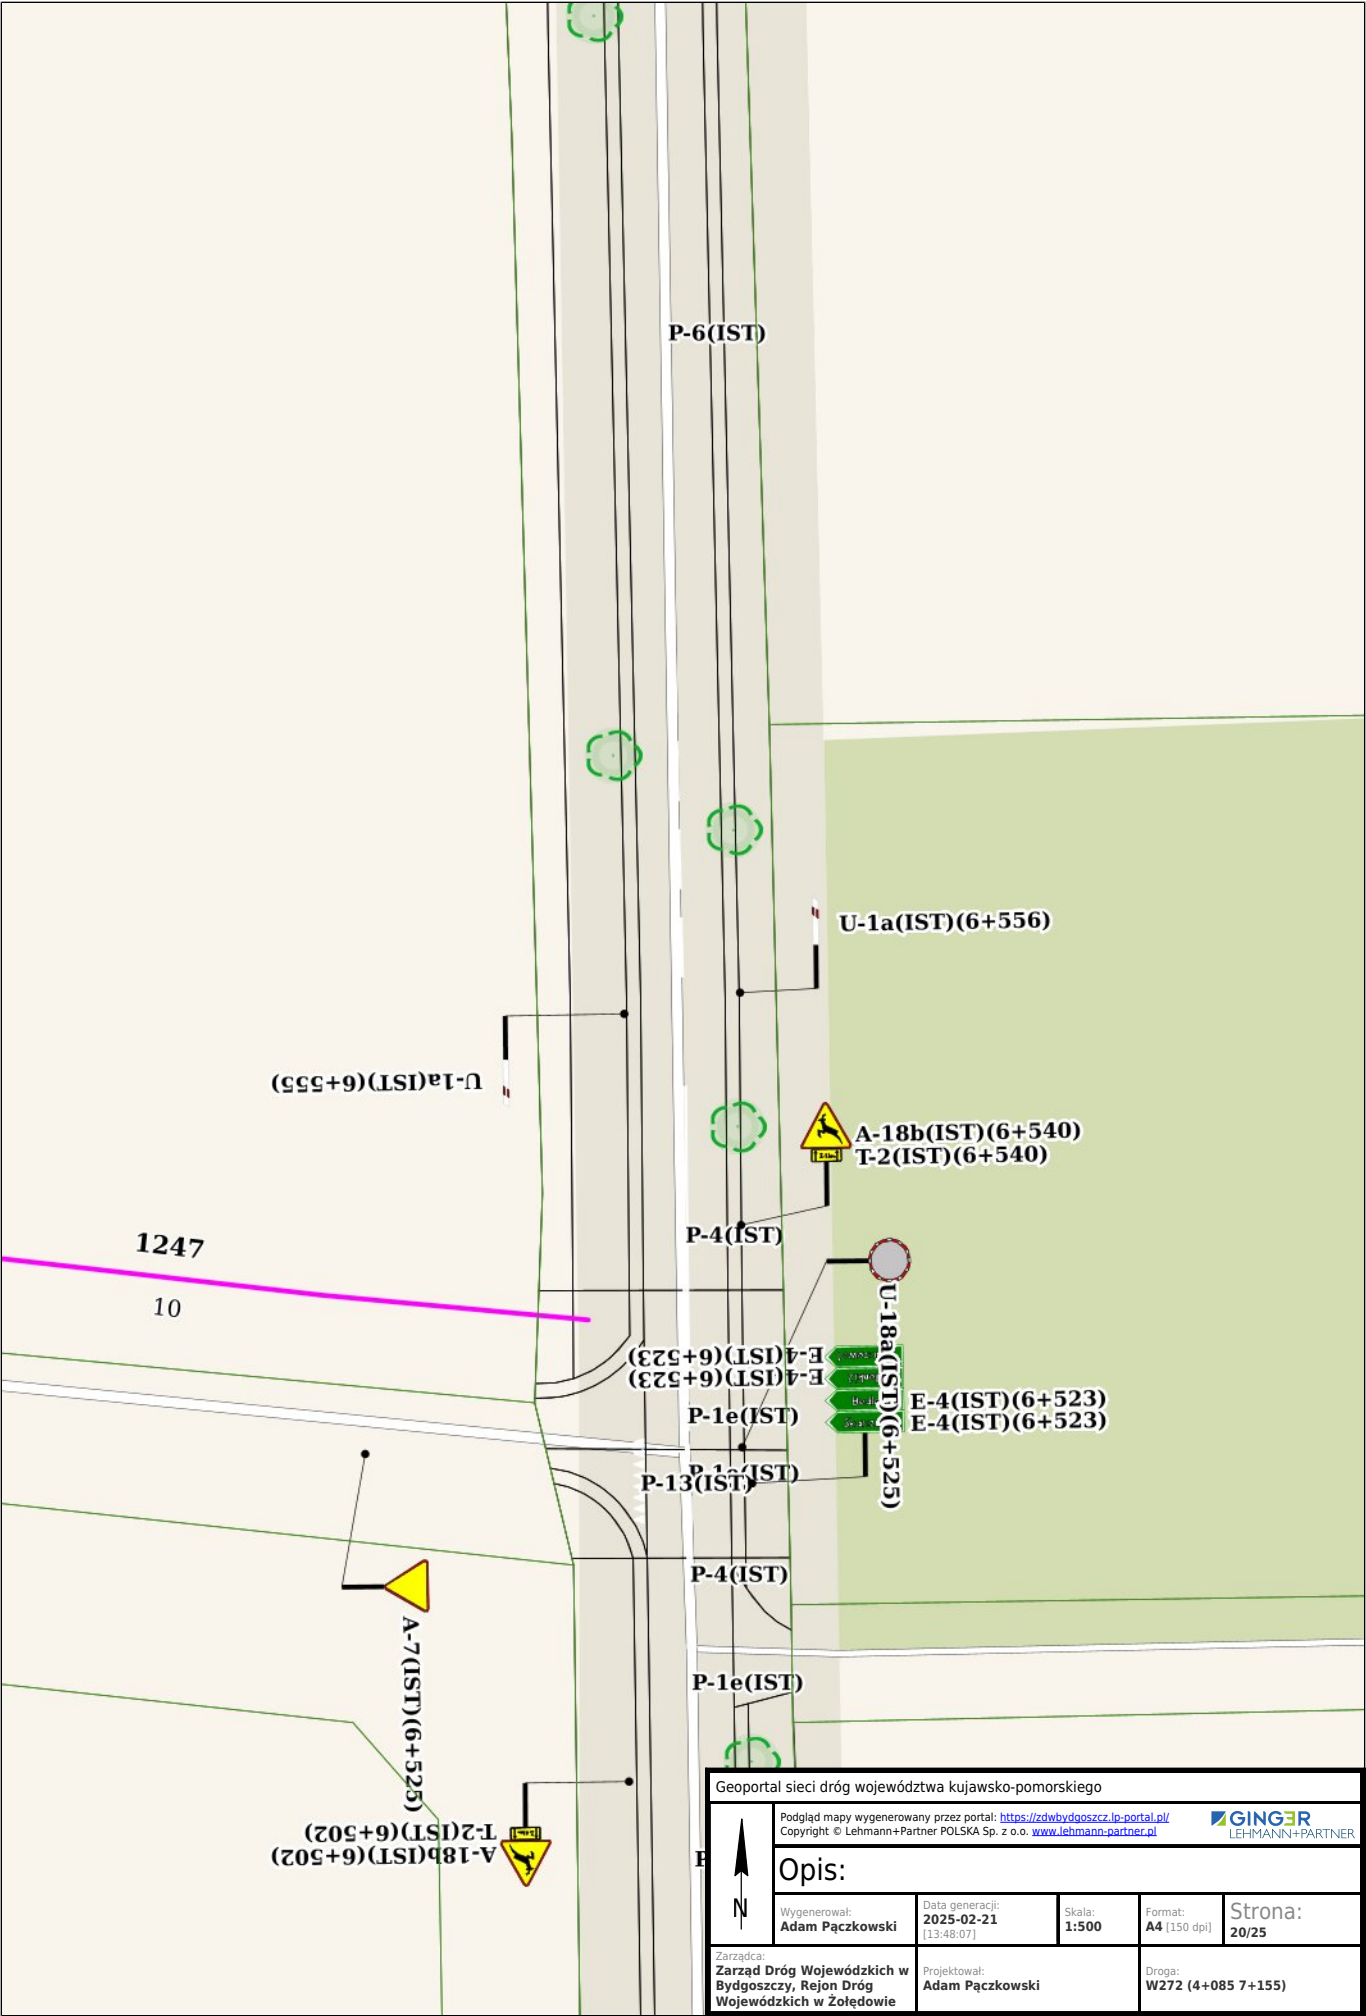 P-6(IST)
U-1a(IST)(6+556)
U-1a(IST)(6+555)
A-18b(IST)(6+540)
T-2(IST)(6+540)
P-4(IST)
1247
10
U-18a(IST)(6+525)
E-4(IST)(6+523)
E-4(IST)(6+523)
E-4(IST)(6+523)
E-4(IST)(6+523)
P-1e(IST)
P-1e(IST)
P-13(IST)
P-4(IST)
A-7(IST)(6+525)
P-1e(IST)
T-2(IST)(6+502)
A-18b(IST)(6+502)
P
Geoportal sieci dróg województwa kujawsko-pomorskiego
N
Podgląd mapy wygenerowany przez portal: https://zdwbydgoszcz.lp-portal.pl/
Copyright © Lehmann+Partner POLSKA Sp. z o.o. www.lehmann-partner.pl
GINGER
LEHMANN+PARTNER
Opis:
Wygenerował:
Adam Pączkowski
Data generacji:
2025-02-21
[13:48:07]
Skala:
1:500
Format:
A4 [150 dpi]
Strona:
20/25
Zarządca:
Zarząd Dróg Wojewódzkich w
Bydgoszczy, Rejon Dróg
Wojewódzkich w Żołędowie
Projektował:
Adam Pączkowski
Droga:
W272 (4+085 7+155)